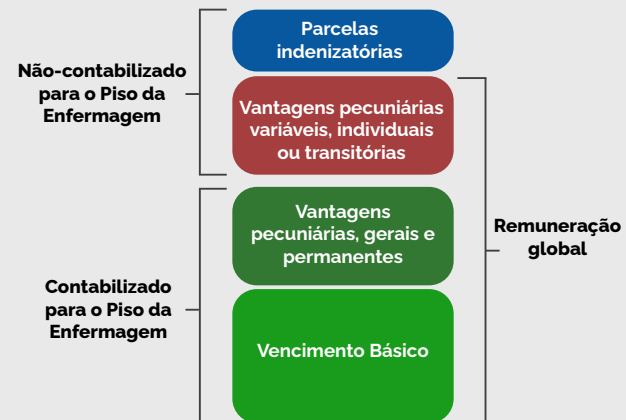 Parcelas
indenizatórias
Não-contabilizado
para o Piso da
Enfermagem
Vantagens pecuniárias
variáveis, individuais
ou transitórias
Vantagens
pecuniárias, gerais e
permanentes
Remuneração
global
Contabilizado
para o Piso da
Enfermagem
Vencimento Básico